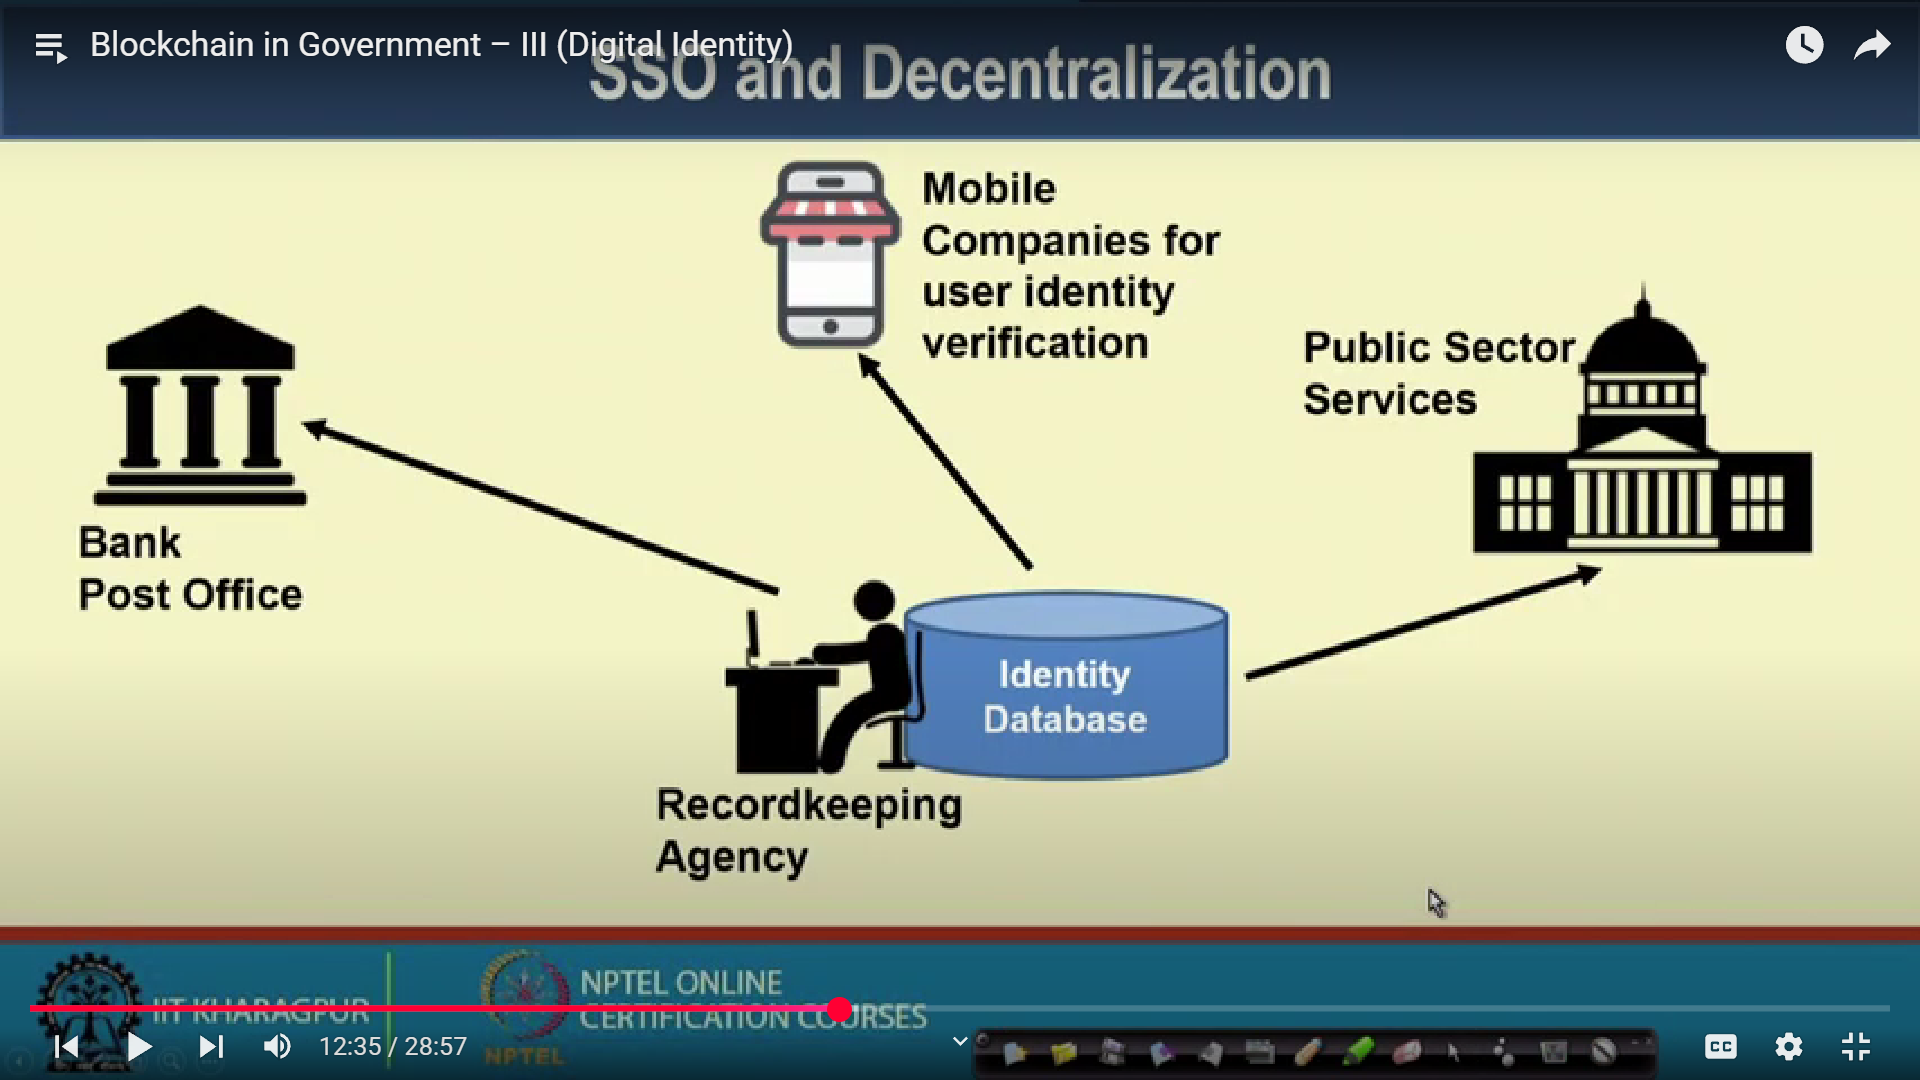 Blockchain in Government – III (Digital Identity)
SSO and Decentralization
Mobile
Companies for
user identity
verification
Public Sector
Services
Bank
Post Office
Identity
Database
Recordkeeping
Agency
IIT KHARAGPUR
NPTEL
NPTEL ONLINE
CERTIFICATION COURSES
12:35 / 28:57
CC